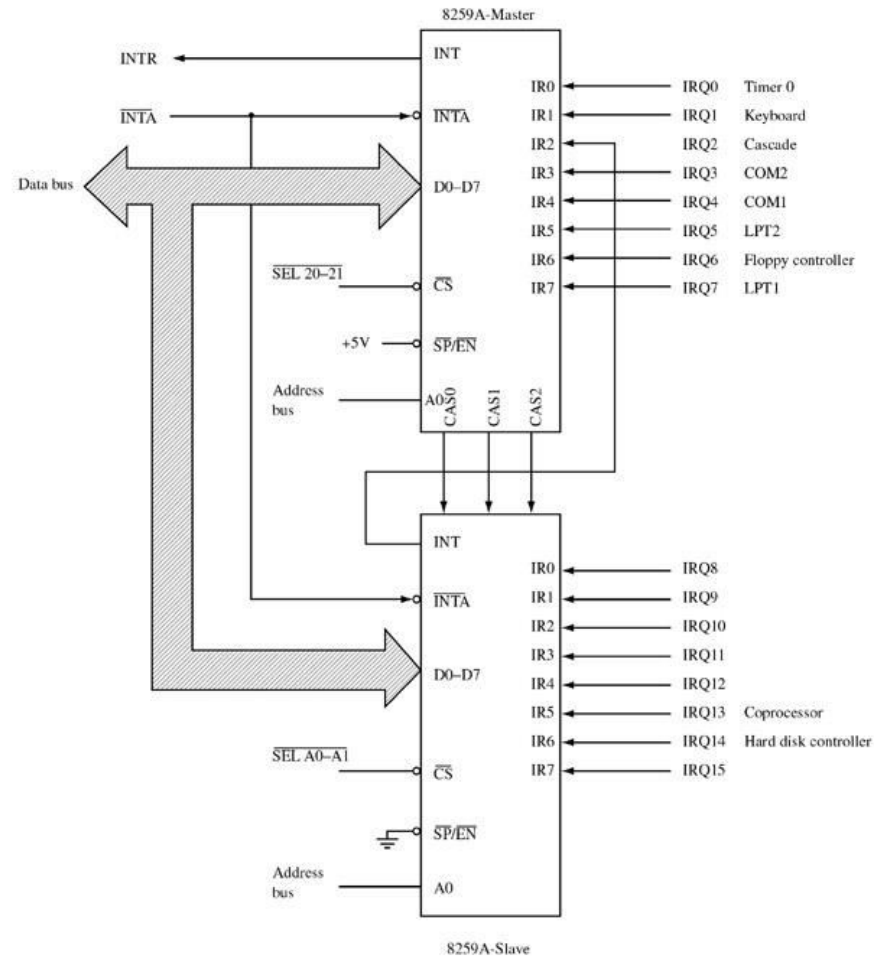 8259A-Master
INTR
INT
IR0 IRQ0 Timer 0
INTA
INTA
IR1 IRQ1 Keyboard
IR2 IRQ2 Cascade
IR3 IRQ3 COM2
Data bus
D0–D7
IR4 IRQ4 COM1
IR5 IRQ5 LPT2
IR6 IRQ6 Floppy controller
SEL 20–21
CS
IR7 IRQ7 LPT1
+5V
SP/EN
Address
bus
A0
CAS0
CAS1
CAS2
INT
IR0 IRQ8
INTA
IR1 IRQ9
IR2 IRQ10
IR3 IRQ11
D0–D7
IR4 IRQ12
IR5 IRQ13 Coprocessor
IR6 IRQ14 Hard disk controller
SEL A0–A1
CS
IR7 IRQ15
SP/EN
Address
bus
A0
8259A-Slave